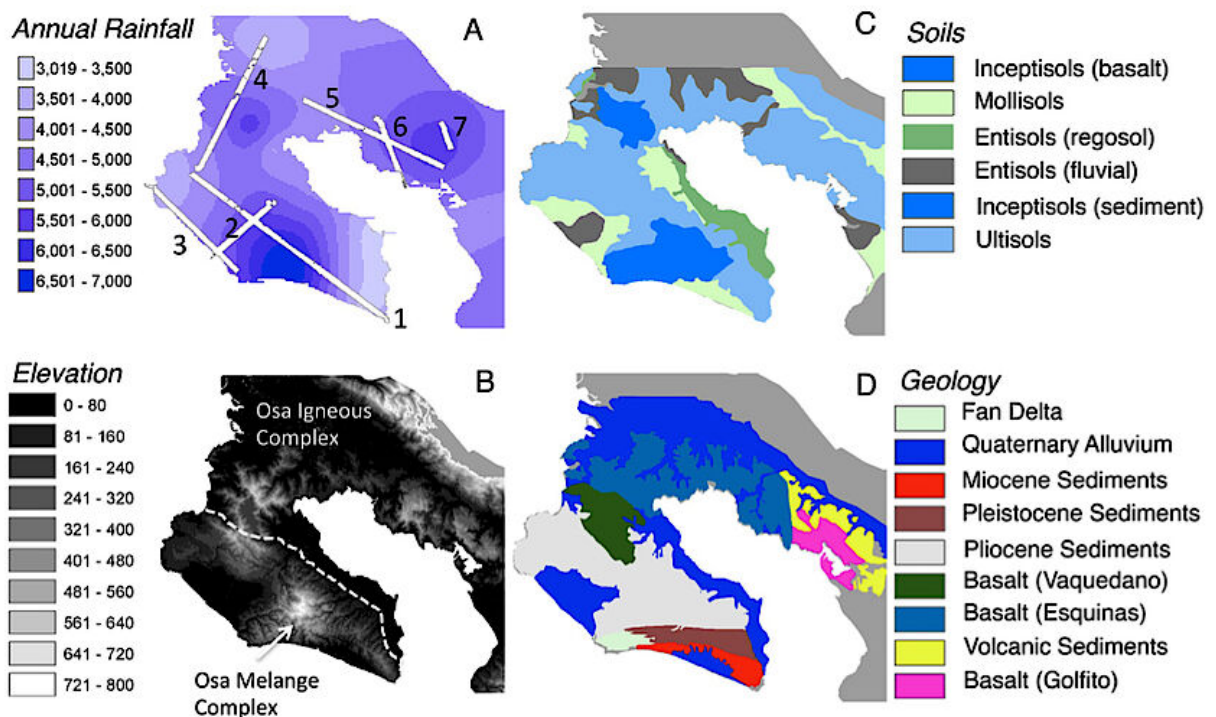 Annual Rainfall
3,019 - 3,500
3,501 - 4,000
4,001 - 4,500
4,501 - 5,000
5,001 - 5,500
5,501 - 6,000
6,001 - 6,500
6,501 - 7,000
A
4
5
6
7
2
3
1
C
Soils
Inceptisols (basalt)
Mollisols
Entisols (regosol)
Entisols (fluvial)
Inceptisols (sediment)
Ultisols
Elevation
0 - 80
81 - 160
161 - 240
241 - 320
321 - 400
401 - 480
481 - 560
561 - 640
641 - 720
721 - 800
B
Osa Igneous
Complex
Osa Melange
Complex
D
Geology
Fan Delta
Quaternary Alluvium
Miocene Sediments
Pleistocene Sediments
Pliocene Sediments
Basalt (Vaquedano)
Basalt (Esquinas)
Volcanic Sediments
Basalt (Golfito)